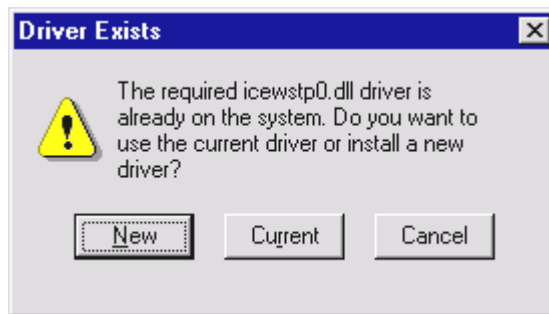 Driver Exists
The required icewstp0.dll driver is
already on the system. Do you want to
use the current driver or install a new
driver?
New Current Cancel